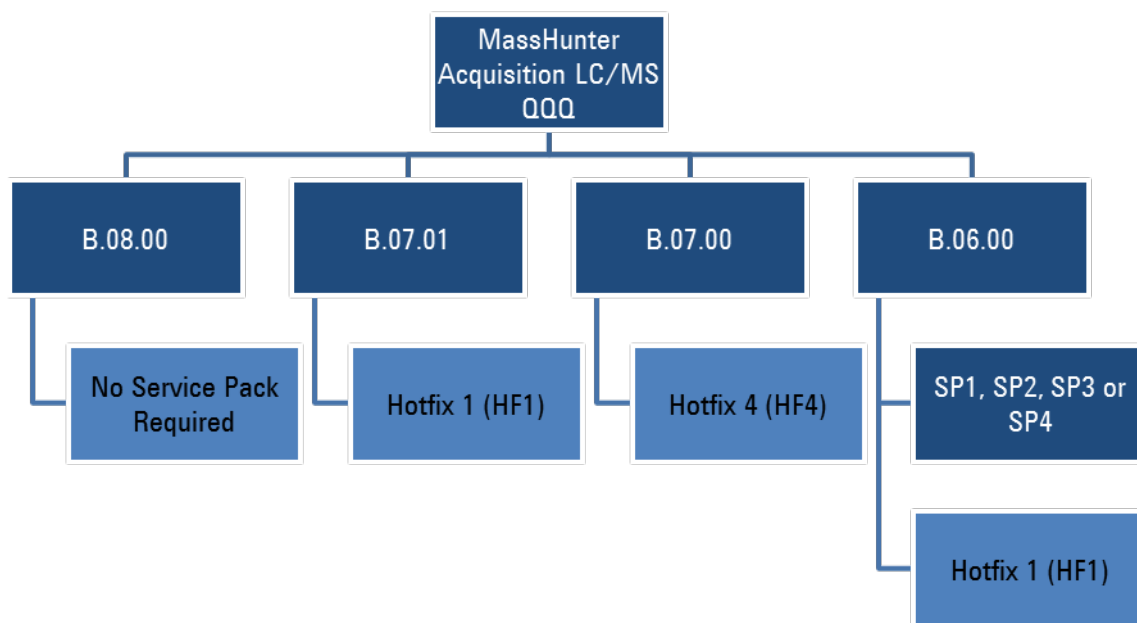 MassHunter
Acquisition LC/MS
QQQ
B.08.00
B.07.01
B.07.00
B.06.00
No Service Pack
Required
Hotfix 1 (HF1)
Hotfix 4 (HF4)
SP1, SP2, SP3 or
SP4
Hotfix 1 (HF1)